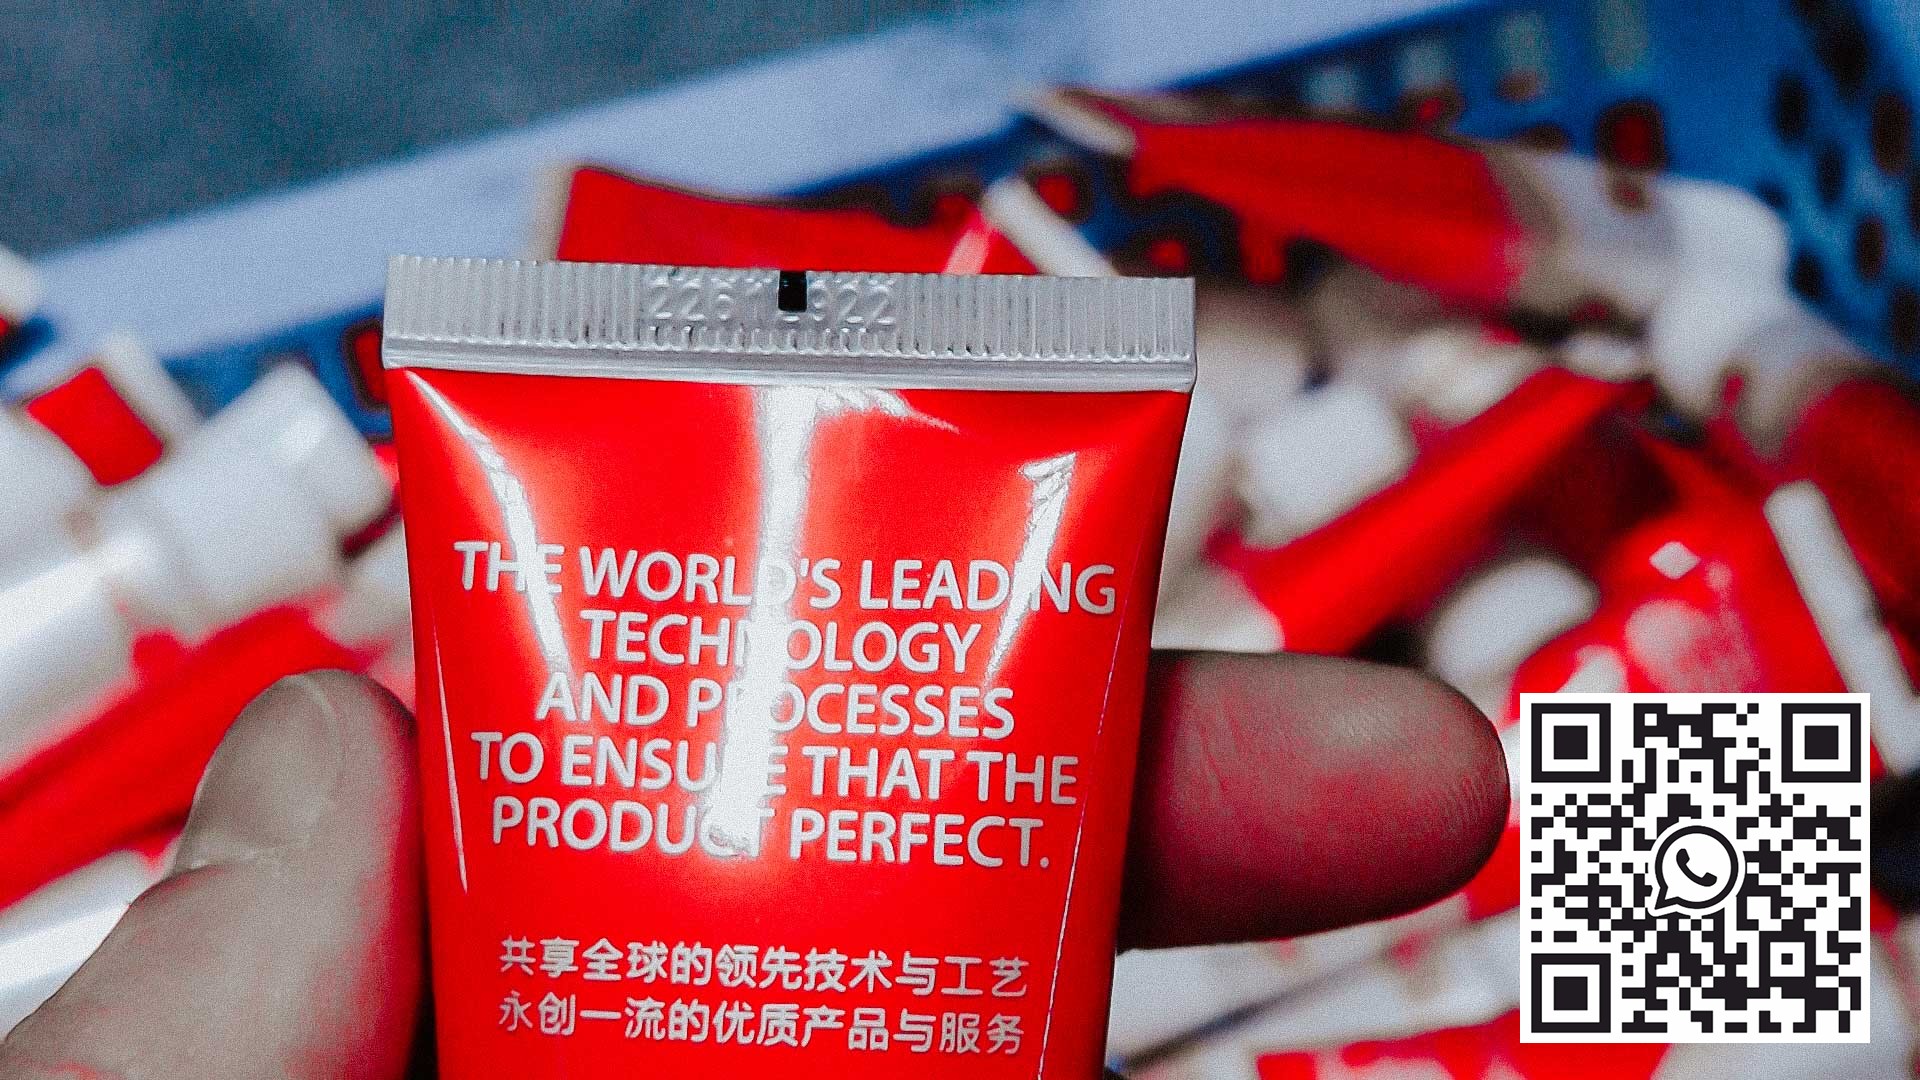 THE WORLD'S LEADING
TECHNOLOGY
AND PROCESSES
TO ENSURE THAT THE
PRODUCT PERFECT.
共享全球的领先技术与工艺
永创一流的优质产品与服务